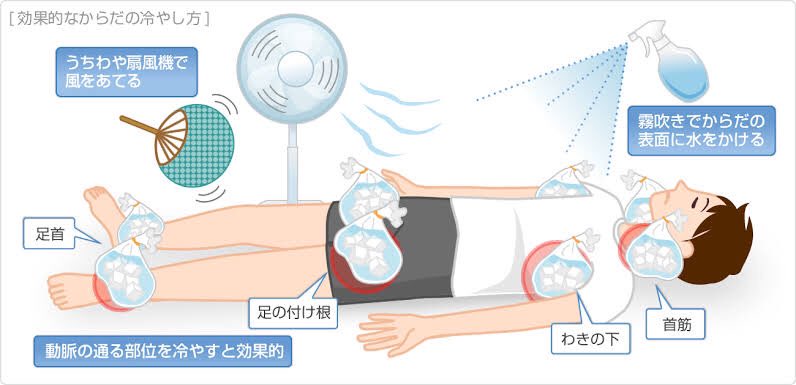 [ 効果的なからだの冷やし方 ]
うちわや扇風機で
風をあてる
霧吹きでからだの
表面に水をかける
足首
足の付け根
わきの下
首筋
動脈の通る部位を冷やすと効果的